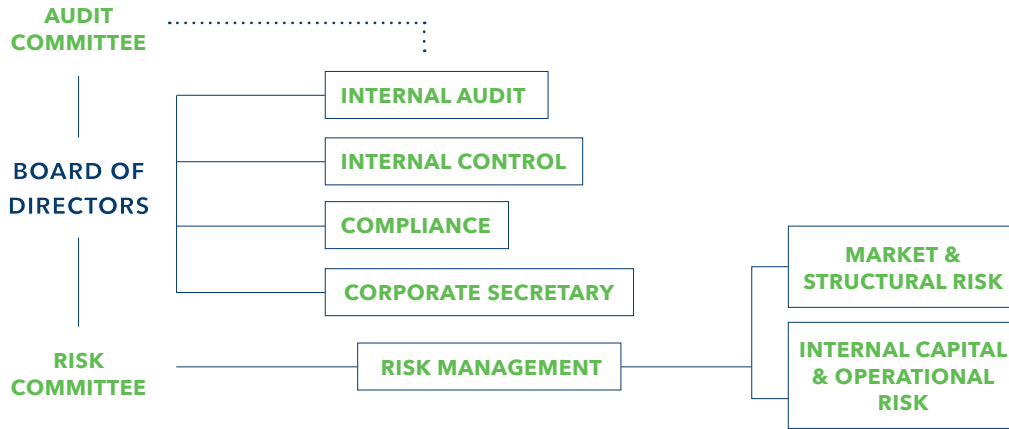 AUDIT
COMMITTEE
INTERNAL AUDIT
INTERNAL CONTROL
BOARD OF
DIRECTORS
COMPLIANCE
CORPORATE SECRETARY
MARKET &
STRUCTURAL RISK
RISK
COMMITTEE
RISK MANAGEMENT
INTERNAL CAPITAL
& OPERATIONAL
RISK